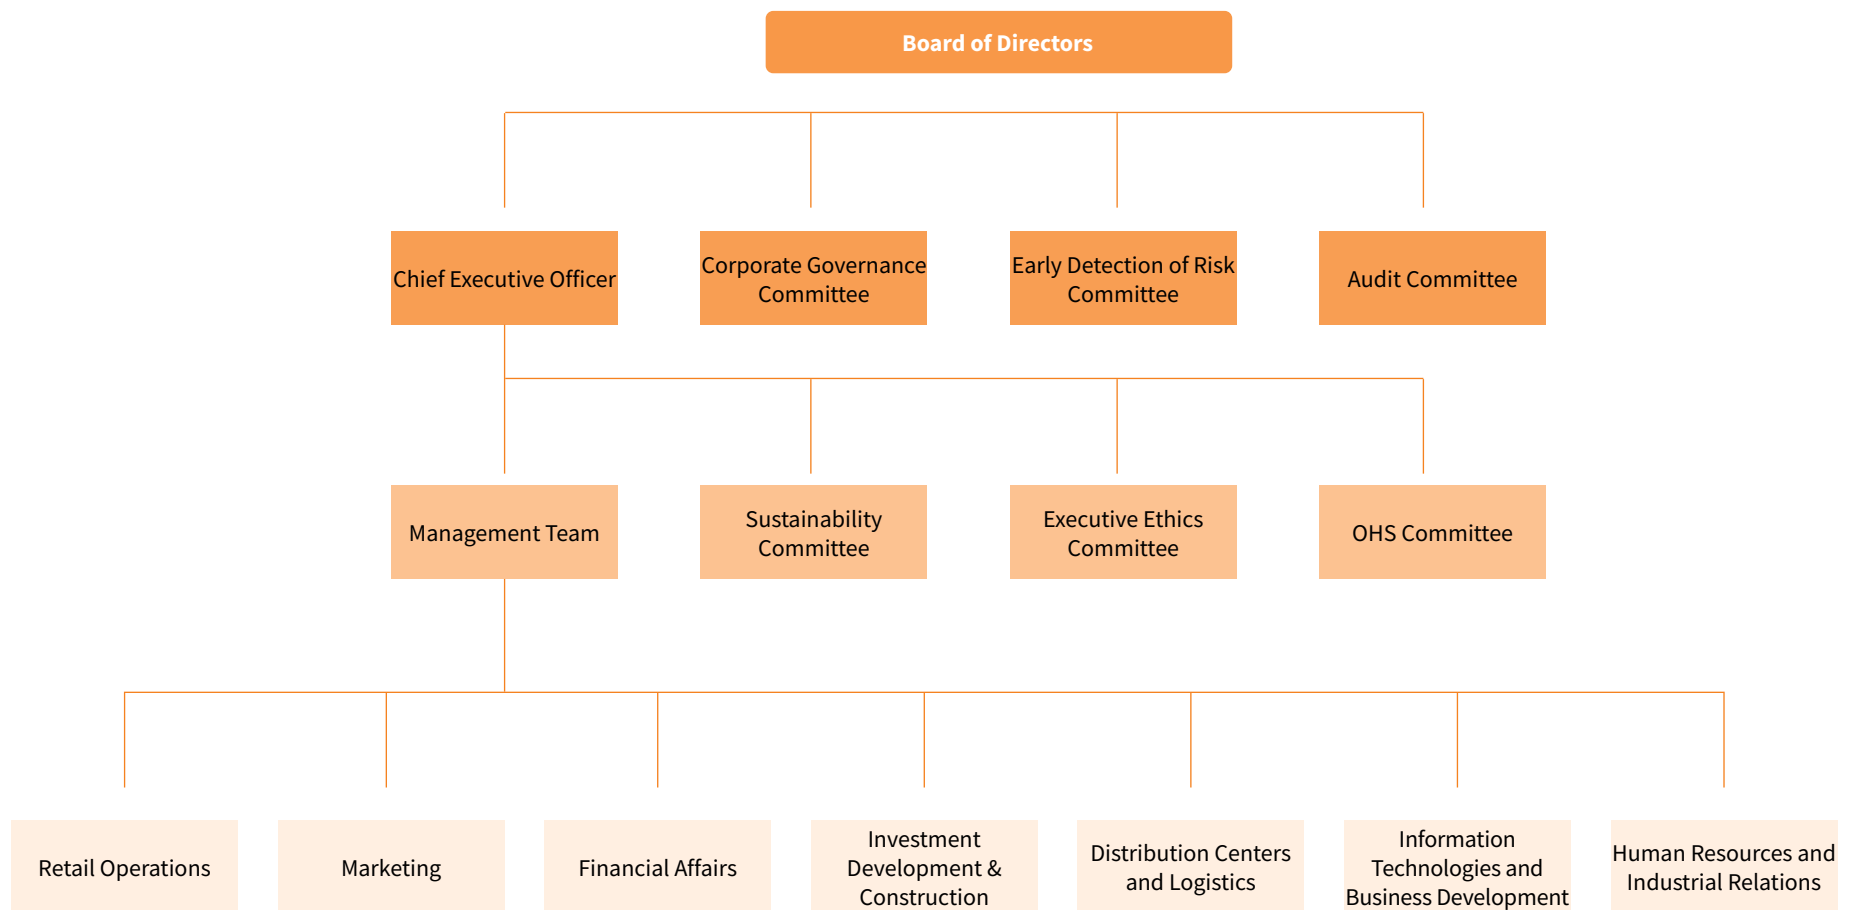 Board of Directors
Chief Executive Officer
Corporate Governance
Committee
Early Detection of Risk
Committee
Audit Committee
Management Team
Sustainability
Committee
Executive Ethics
Committee
OHS Committee
Retail Operations
Marketing
Financial Affairs
Investment
Development &
Construction
Distribution Centers
and Logistics
Information
Technologies and
Business Development
Human Resources and
Industrial Relations